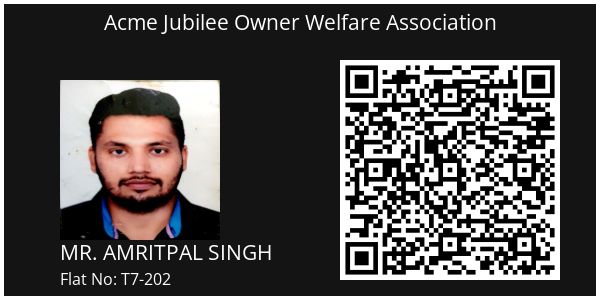 Acme Jubilee Owner Welfare Association
MR. AMRITPAL SINGH
Flat No: T7-202